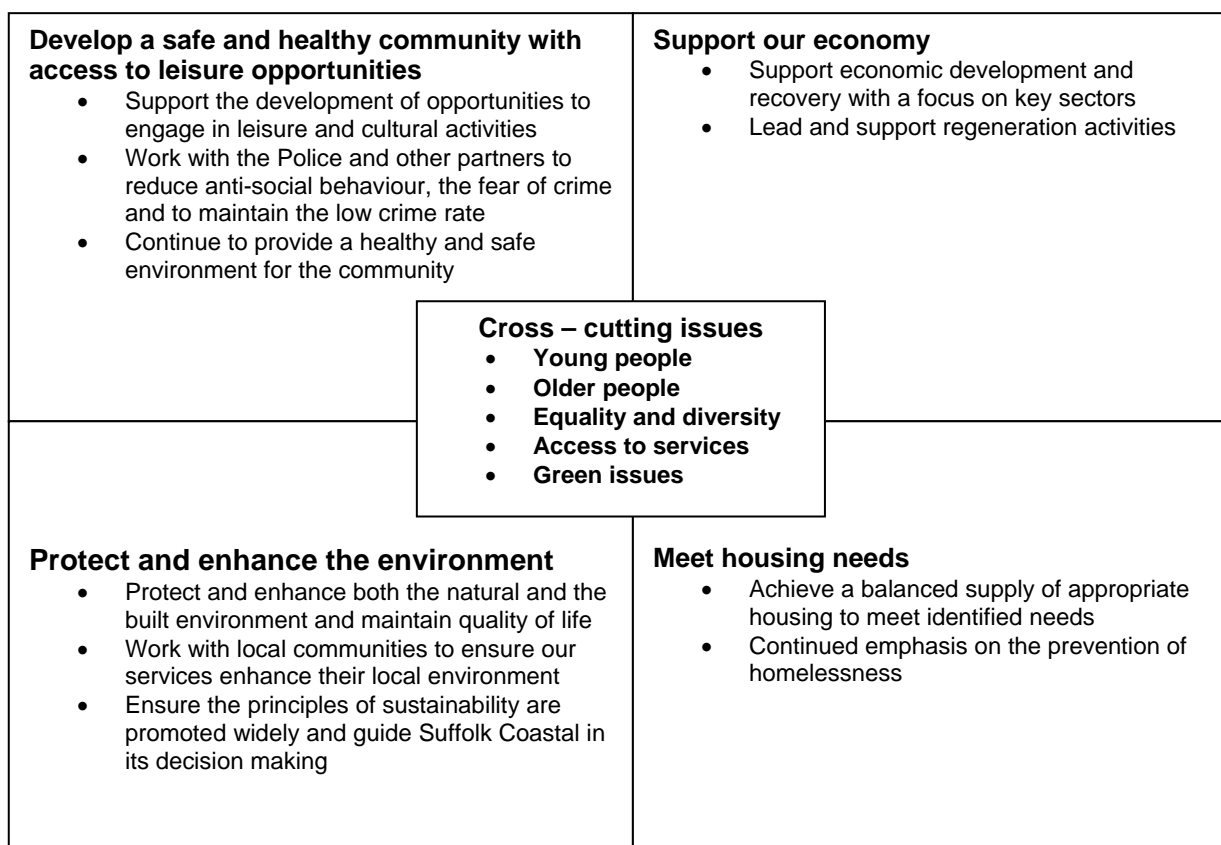 Develop a safe and healthy community with
access to leisure opportunities
• Support the development of opportunities to
engage in leisure and cultural activities
• Work with the Police and other partners to
reduce anti-social behaviour, the fear of crime
and to maintain the low crime rate
• Continue to provide a healthy and safe
environment for the community
Support our economy
• Support economic development and
recovery with a focus on key sectors
• Lead and support regeneration activities
Cross – cutting issues
• Young people
• Older people
• Equality and diversity
• Access to services
• Green issues
Protect and enhance the environment
• Protect and enhance both the natural and the
built environment and maintain quality of life
• Work with local communities to ensure our
services enhance their local environment
• Ensure the principles of sustainability are
promoted widely and guide Suffolk Coastal in
its decision making
Meet housing needs
• Achieve a balanced supply of appropriate
housing to meet identified needs
• Continued emphasis on the prevention of
homelessness